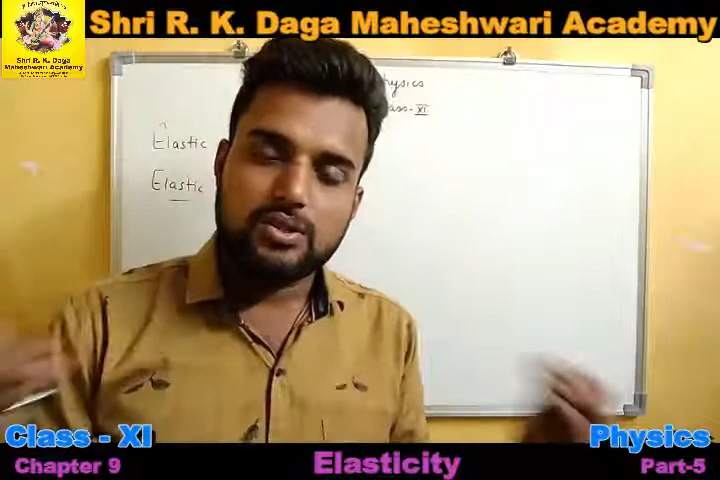 Shri R. K. Daga Maheshwari Academy
Shri R. K. Daga
Maheshwari Academy
Physics
Class - XI
Elastic
Elastic
Class - XI
Physics
Chapter 9
Elasticity
Part-5